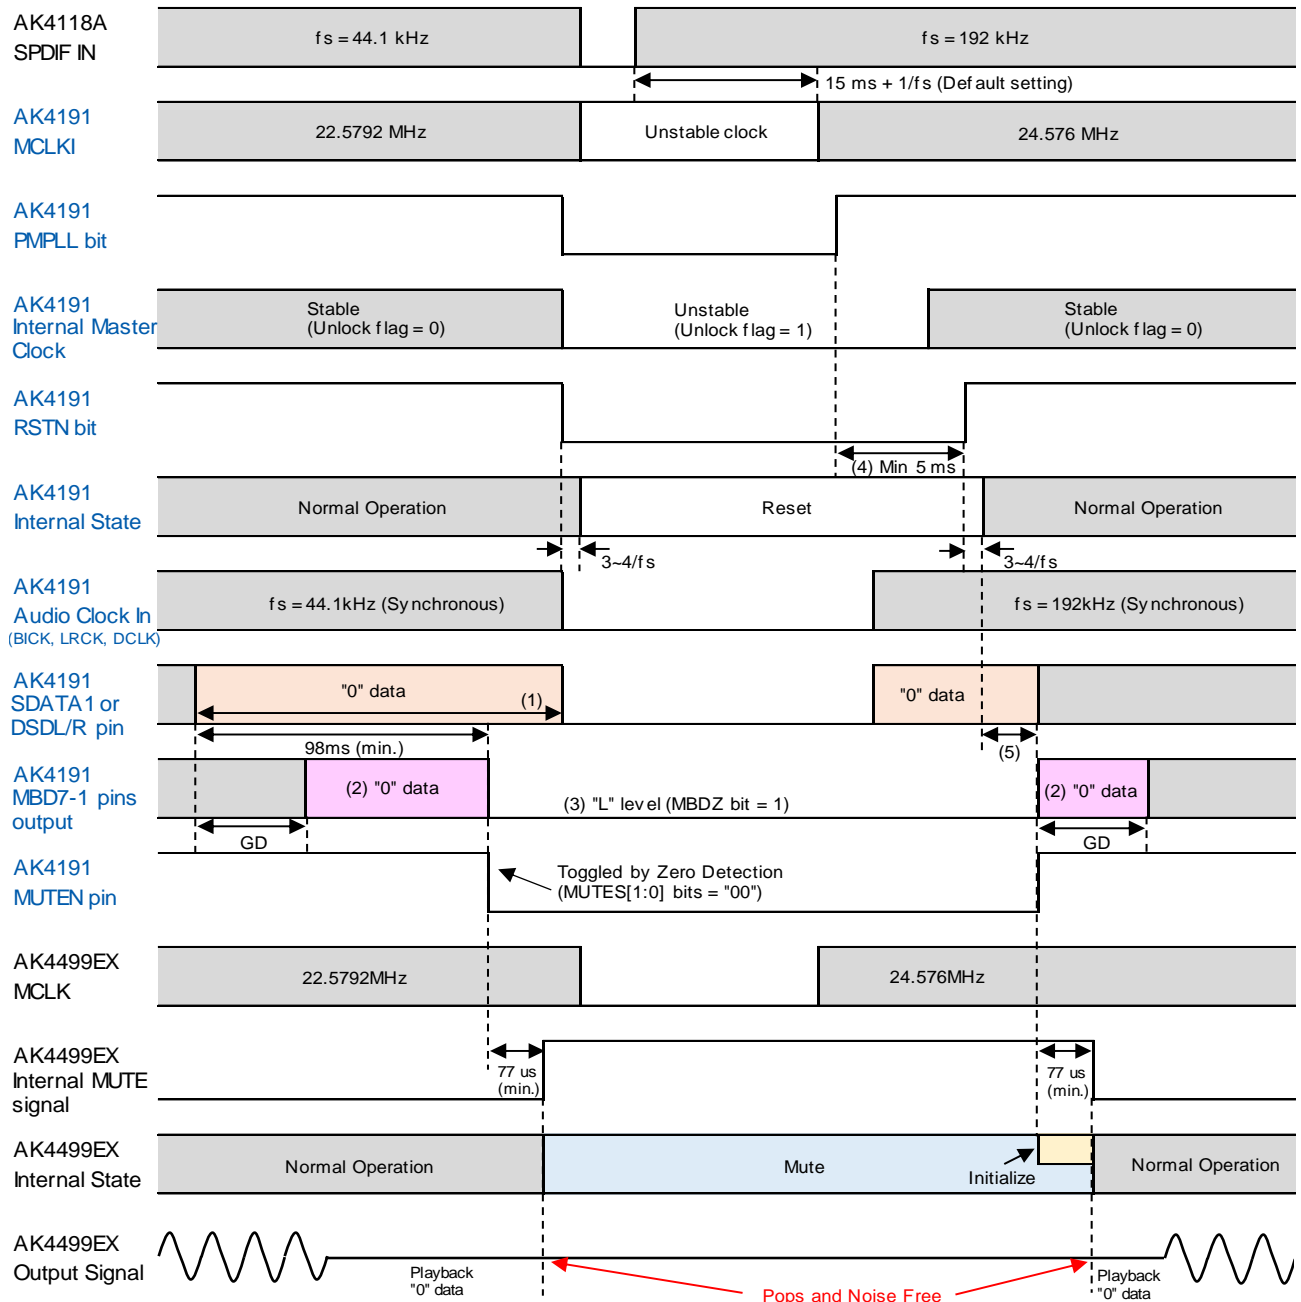 AK4118A
SPDIF IN
fs = 44.1 kHz
fs = 192 kHz
15 ms + 1/fs (Default setting)
AK4191
MCLKI
22.5792 MHz
Unstable clock
24.576 MHz
AK4191
PMPLL bit
AK4191
Internal Master
Clock
Stable
(Unlock flag = 0)
Unstable
(Unlock flag = 1)
Stable
(Unlock flag = 0)
AK4191
RSTN bit
(4) Min 5 ms
AK4191
Internal State
Normal Operation
Reset
Normal Operation
3~4/fs
3~4/fs
AK4191
Audio Clock In
(BICK, LRCK, DCLK)
fs = 44.1kHz (Synchronous)
fs = 192kHz (Synchronous)
AK4191
SDATA1 or
DSDL/R pin
"0" data
(1)
"0" data
98ms (min.)
(5)
AK4191
MBD7-1 pins
output
(2) "0" data
(3) "L" level (MBDZ bit = 1)
(2) "0" data
GD
GD
AK4191
MUTEN pin
Toggled by Zero Detection
(MUTES[1:0] bits = "00")
AK4499EX
MCLK
22.5792MHz
24.576MHz
AK4499EX
Internal MUTE
signal
77 us
(min.)
77 us
(min.)
AK4499EX
Internal State
Normal Operation
Mute
Initialize
Normal Operation
AK4499EX
Output Signal
Playback
"0" data
Pops and Noise Free
Playback
"0" data